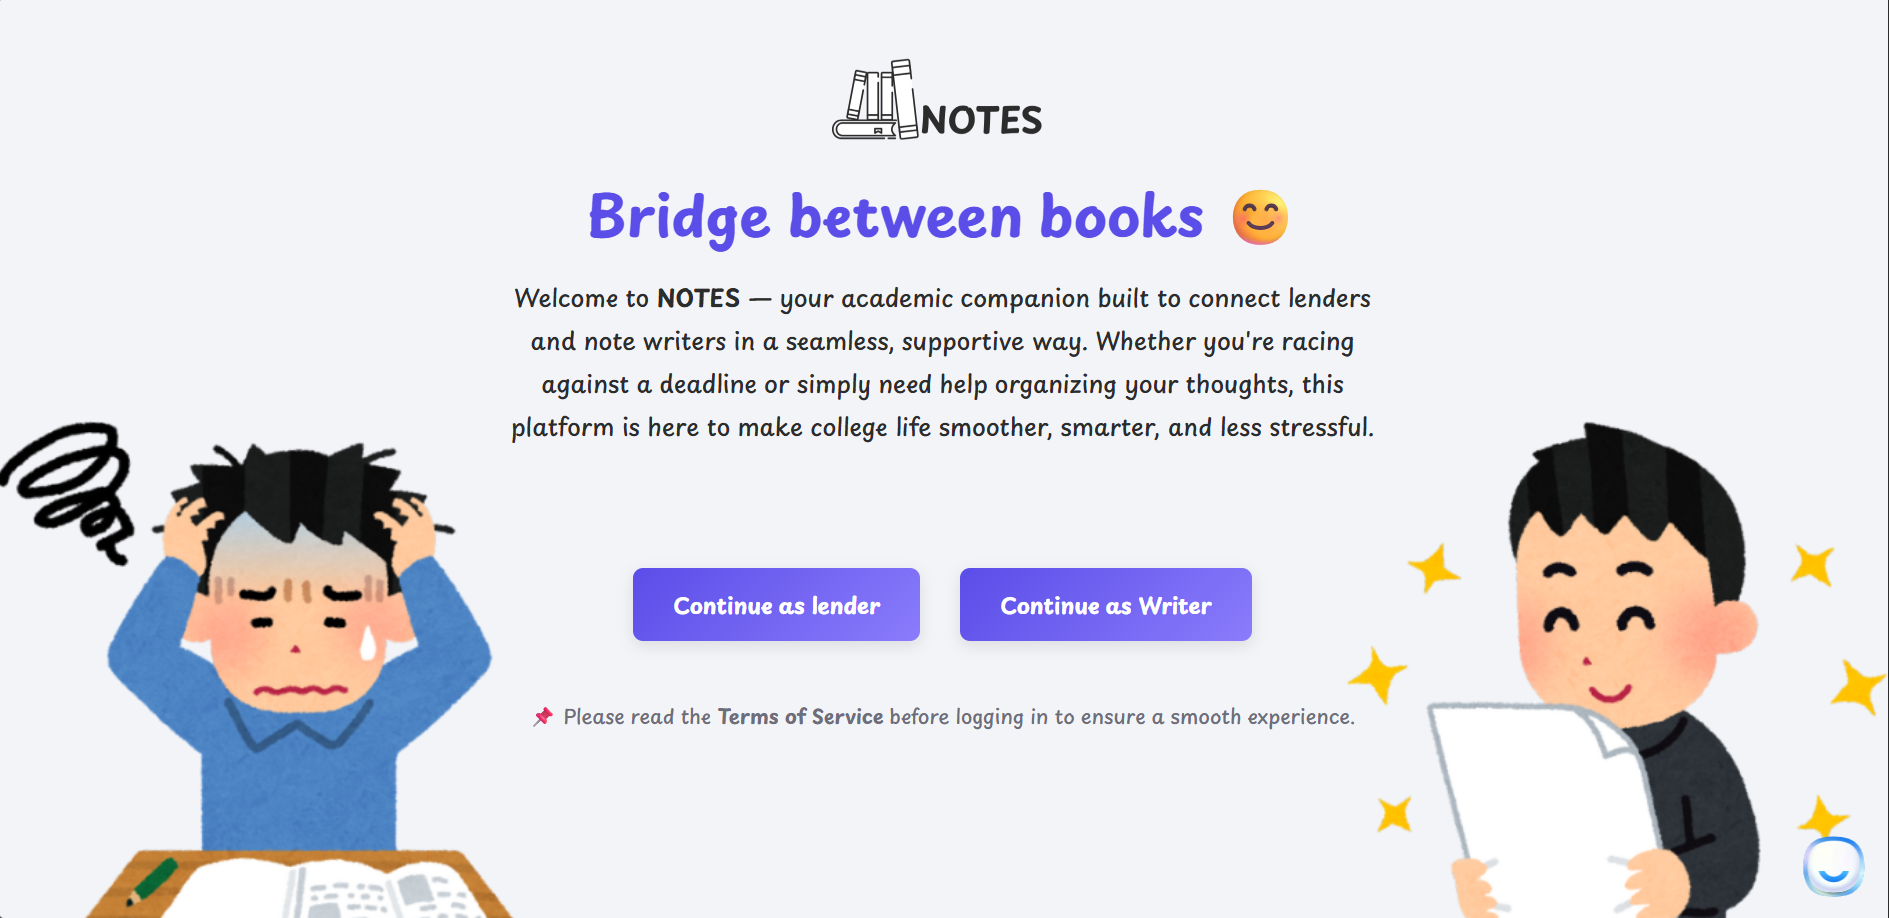 NOTES
Bridge between books 😊
Welcome to NOTES — your academic companion built to connect lenders
and note writers in a seamless, supportive way. Whether you're racing
against a deadline or simply need help organizing your thoughts, this
platform is here to make college life smoother, smarter, and less stressful.
Continue as lender
Continue as Writer
📌 Please read the Terms of Service before logging in to ensure a smooth experience.